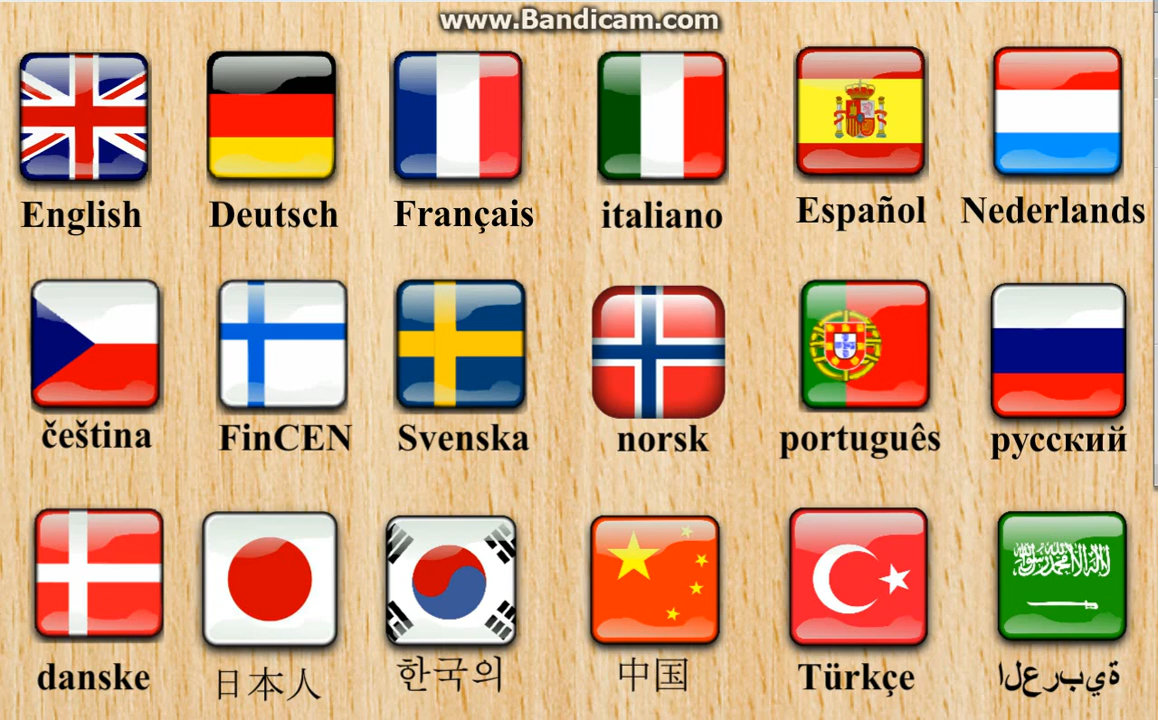 www.Bandicam.com
English Deutsch Français italiano Español Nederlands
čeština FinCEN Svenska norsk português русский
danske 日本人 한국의 中国 Türkçe العربية